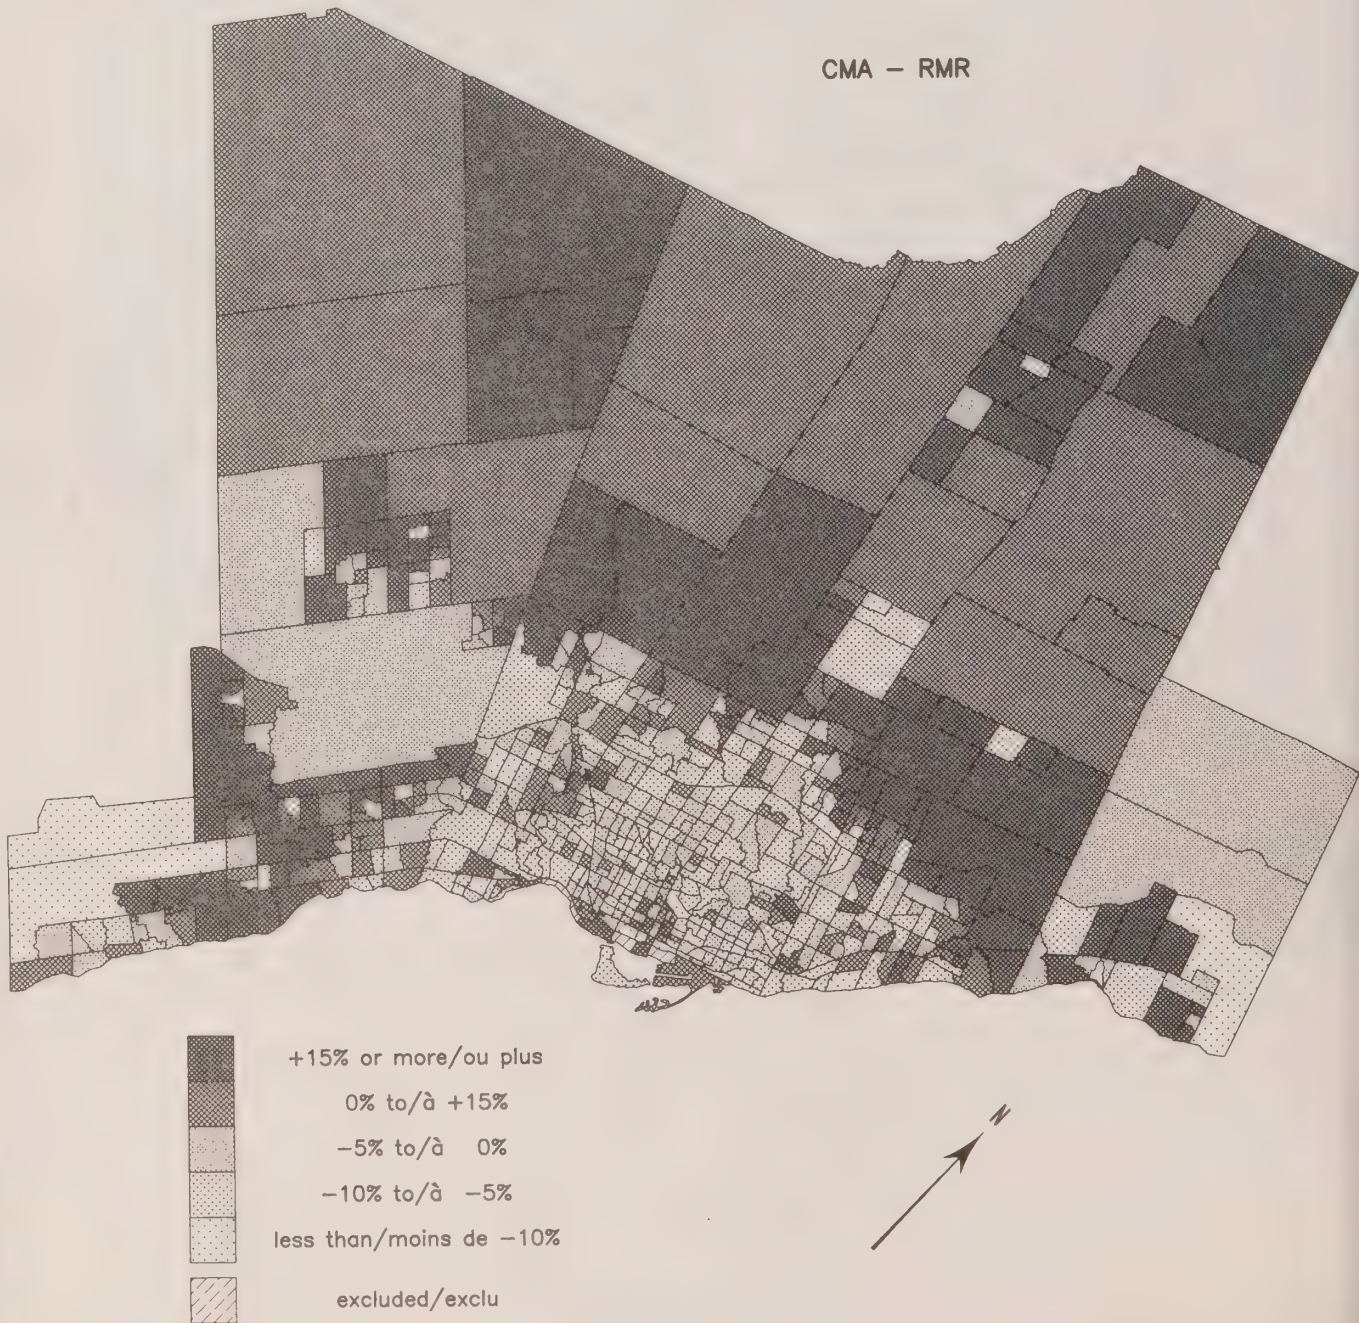 CMA – RMR
+15% or more/ou plus
0% to/à +15%
−5% to/à 0%
−10% to/à −5%
less than/moins de −10%
excluded/exclu
N